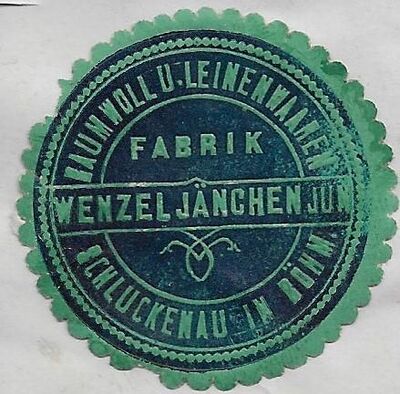 BAUMWOLL U. LEINENWAAREN
FABRIK
WENZEL JÄNCHEN JUN
SCHLUCKENAU IN BÖHM.